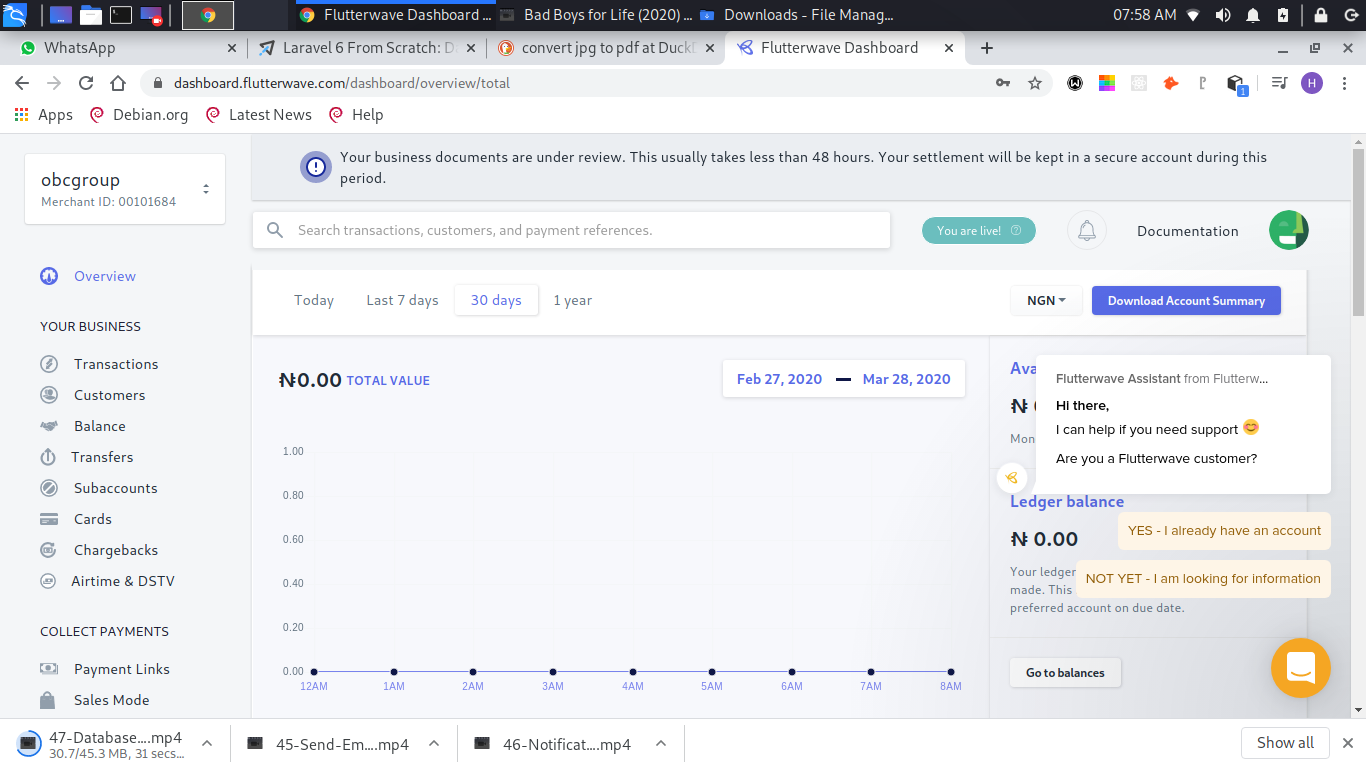 Flutterwave Dashboard ...
Bad Boys for Life (2020) ...
Downloads - File Manag...
07:58 AM
WhatsApp
Laravel 6 From Scratch: D
convert jpg to pdf at Duck
Flutterwave Dashboard
dashboard.flutterwave.com/dashboard/overview/total
1
H
Apps
Debian.org
Latest News
Help
obcgroup
Merchant ID: 00101684
Your business documents are under review. This usually takes less than 48 hours. Your settlement will be kept in a secure account during this
period.
Search transactions, customers, and payment references.
You are live!
Documentation
Overview
YOUR BUSINESS
Transactions
Customers
Balance
Transfers
Subaccounts
Cards
Chargebacks
Airtime & DSTV
COLLECT PAYMENTS
Payment Links
Sales Mode
Today
Last 7 days
30 days
1 year
NGN
Download Account Summary
₦0.00 TOTAL VALUE
Feb 27, 2020 — Mar 28, 2020
1.00
0.80
0.60
0.40
0.20
0.00
12AM 1AM 2AM 3AM 4AM 5AM 6AM 7AM 8AM
Ava
₦
Mon
Flutterwave Assistant from Flutterw...
Hi there,
I can help if you need support 😊
Are you a Flutterwave customer?
Ledger balance
₦ 0.00
YES - I already have an account
Your ledger
made. This
preferred account on due date.
NOT YET - I am looking for information
Go to balances
47-Database....mp4
30.7/45.3 MB, 31 secs...
45-Send-Em....mp4
46-Notificat....mp4
Show all